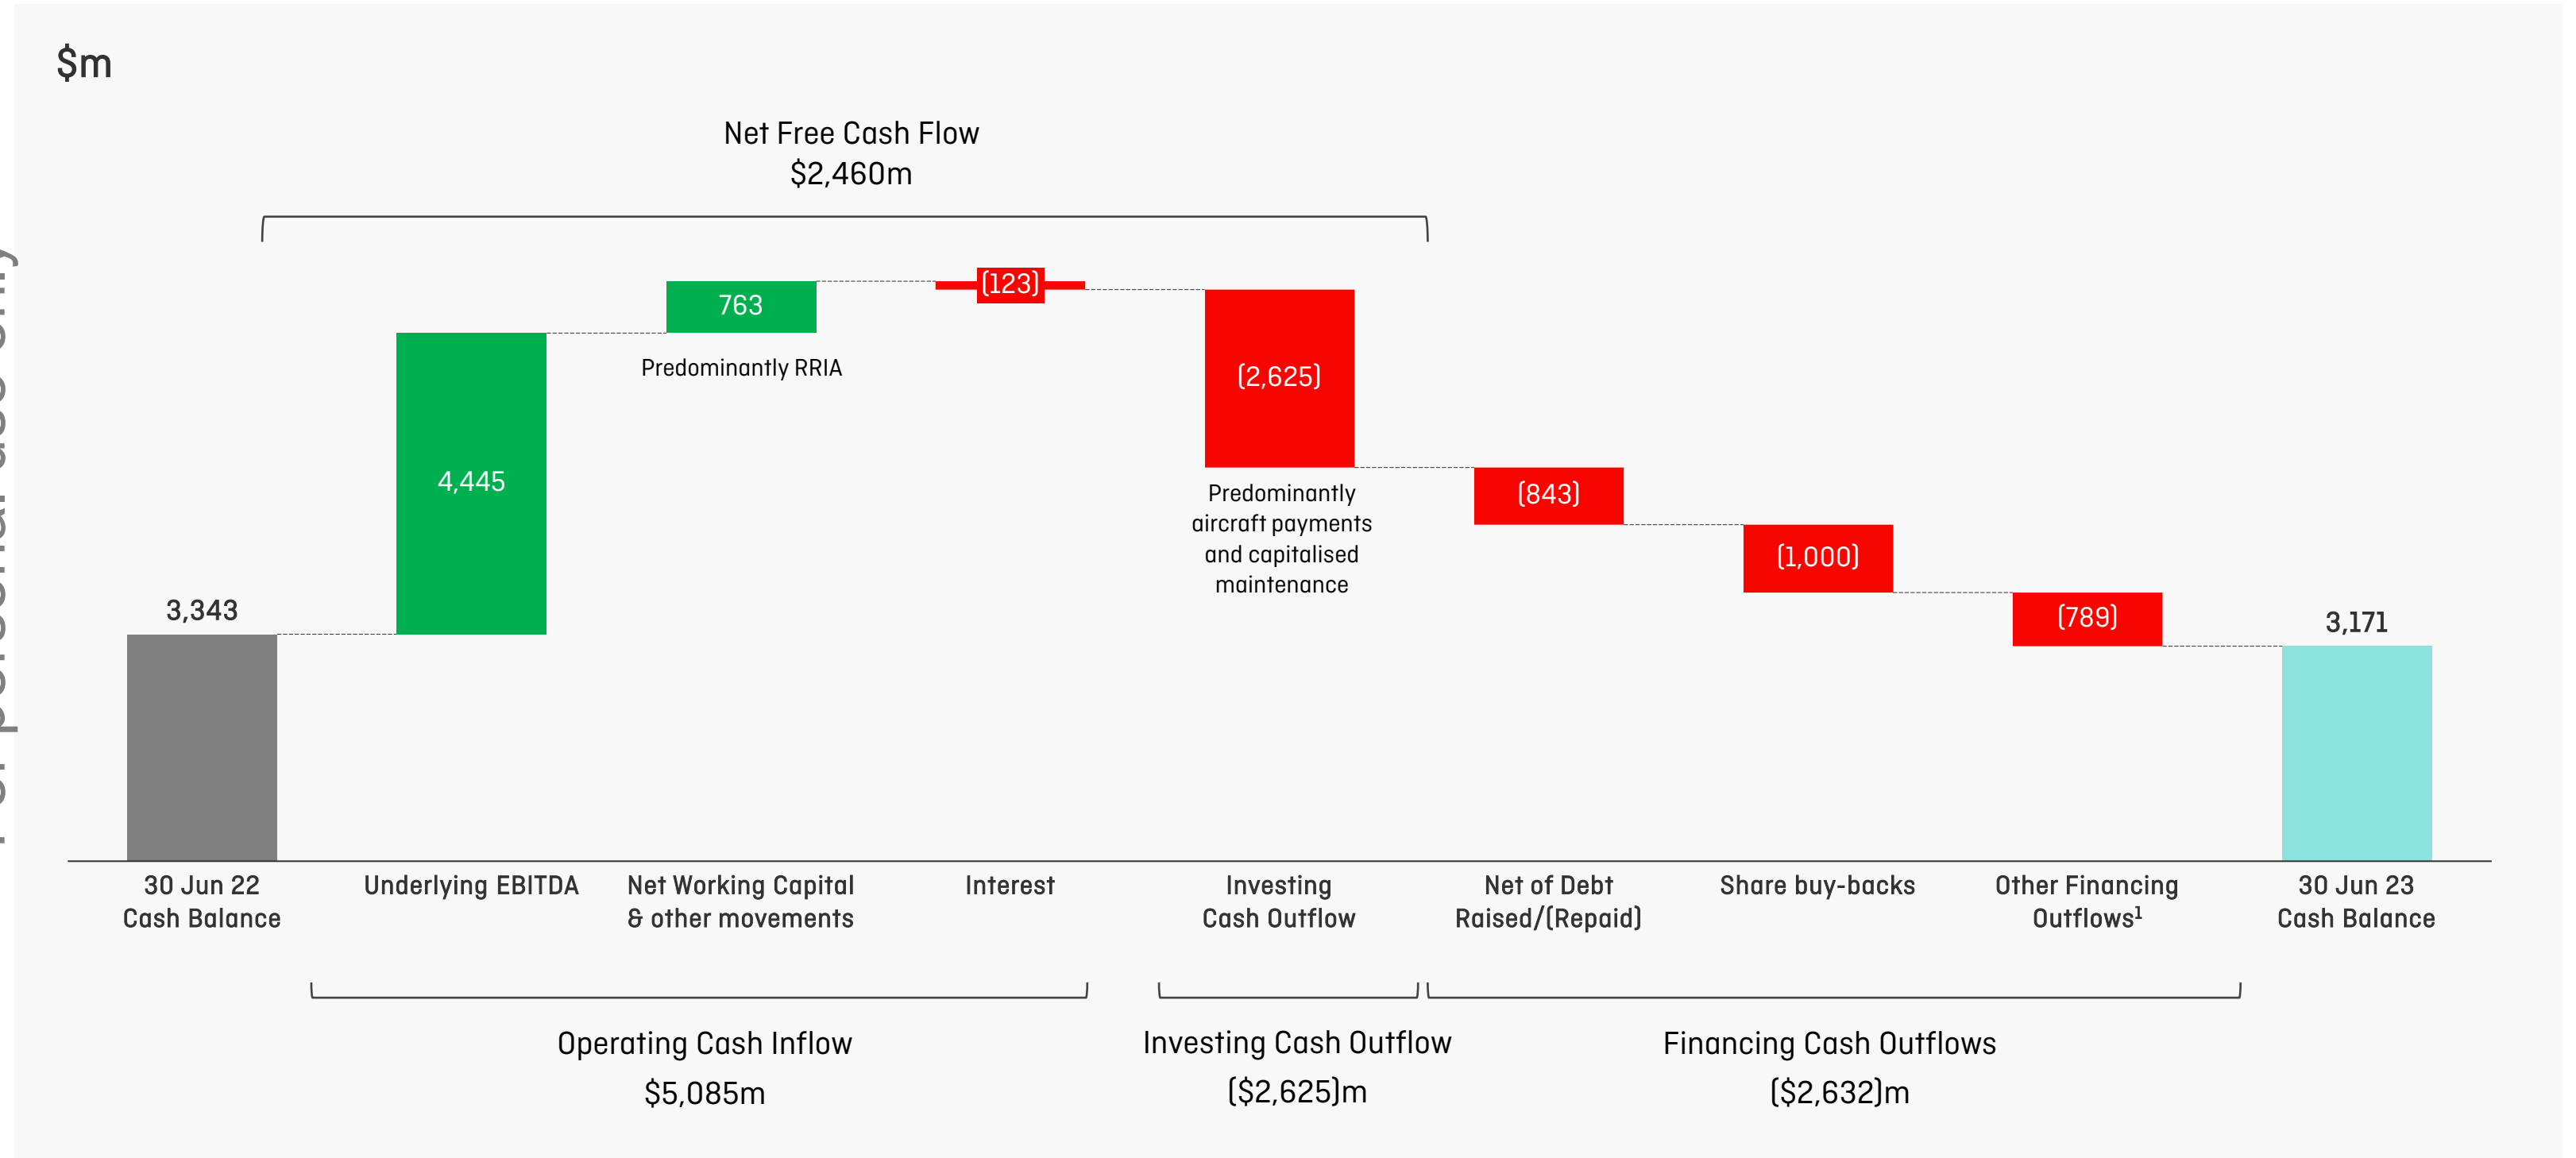 $m
Net Free Cash Flow
$2,460m
(123)
763
Predominantly RRIA
(2,625)
4,445
(843)
Predominantly
aircraft payments
and capitalised
maintenance
(1,000)
3,343
(789)
3,171
30 Jun 22
Cash Balance
Underlying EBITDA
Net Working Capital
& other movements
Interest
Investing
Cash Outflow
Net of Debt
Raised/(Repaid)
Share buy-backs
Other Financing
Outflows¹
30 Jun 23
Cash Balance
Operating Cash Inflow
$5,085m
Investing Cash Outflow
($2,625)m
Financing Cash Outflows
($2,632)m